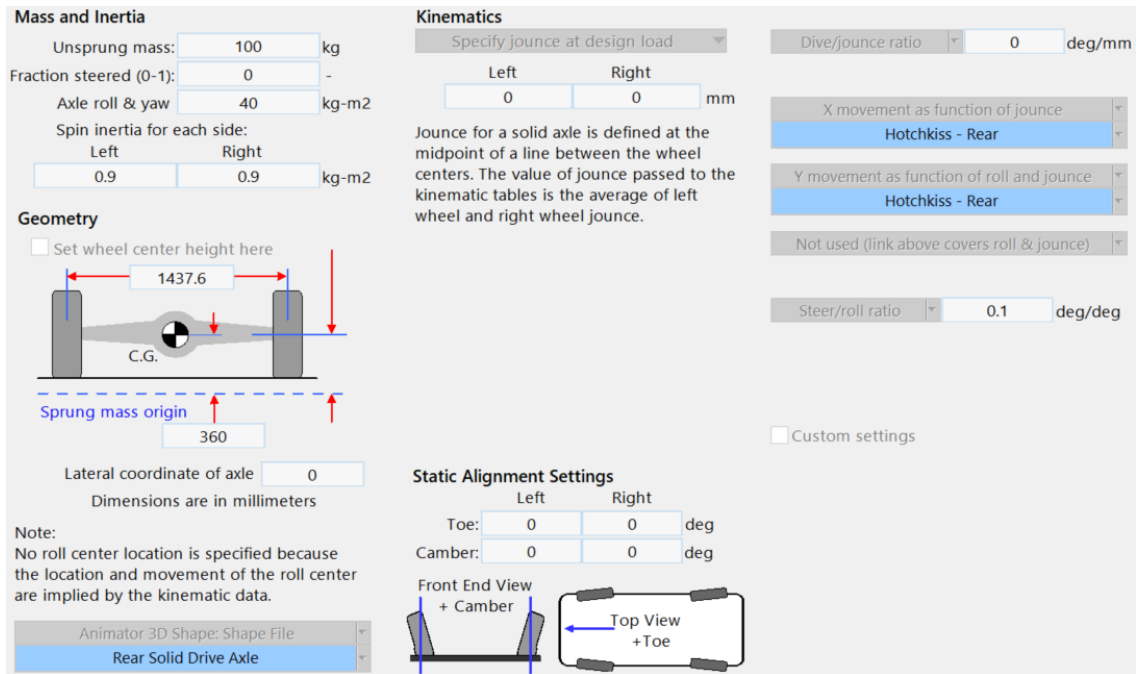 Mass and Inertia
Unsprung mass: 100 kg
Fraction steered (0-1): 0 -
Axle roll & yaw 40 kg-m2
Spin inertia for each side:
Left Right
0.9 0.9 kg-m2
Geometry
Set wheel center height here
1437.6
C.G.
Sprung mass origin
360
Lateral coordinate of axle 0
Dimensions are in millimeters
Note:
No roll center location is specified because
the location and movement of the roll center
are implied by the kinematic data.
Animator 3D Shape: Shape File
Rear Solid Drive Axle
Kinematics
Specify jounce at design load
Left Right
0 0 mm
Jounce for a solid axle is defined at the
midpoint of a line between the wheel
centers. The value of jounce passed to the
kinematic tables is the average of left
wheel and right wheel jounce.
Static Alignment Settings
Left Right
Toe: 0 0 deg
Camber: 0 0 deg
Front End View
+ Camber
Top View
+Toe
Dive/jounce ratio 0 deg/mm
X movement as function of jounce
Hotchkiss - Rear
Y movement as function of roll and jounce
Hotchkiss - Rear
Not used (link above covers roll & jounce)
Steer/roll ratio 0.1 deg/deg
Custom settings